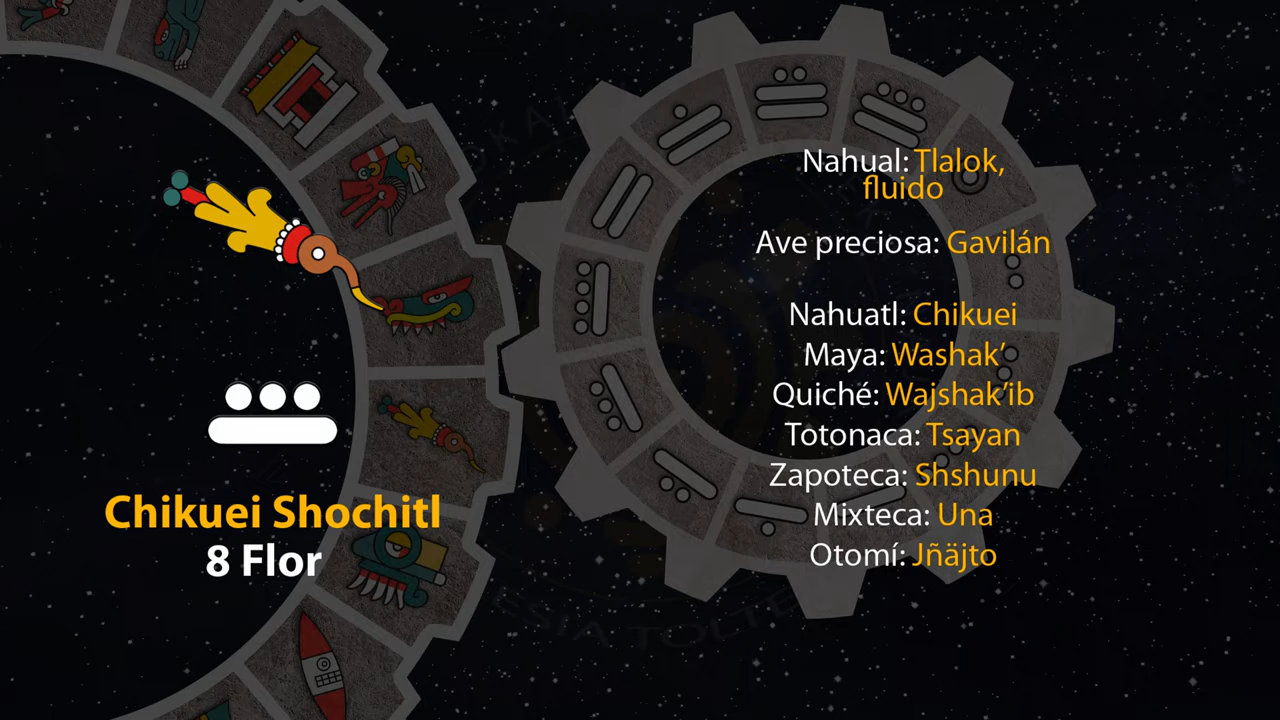 Chikuei Shochitl
8 Flor
Nahual: Tlalok,
fluido
Ave preciosa: Gavilán
Nahuatl: Chikuei
Maya: Washak’
Quiché: Wajshak’ib
Totonaca: Tsayan
Zapoteca: Shshunu
Mixteca: Una
Otomí: Jñäjto